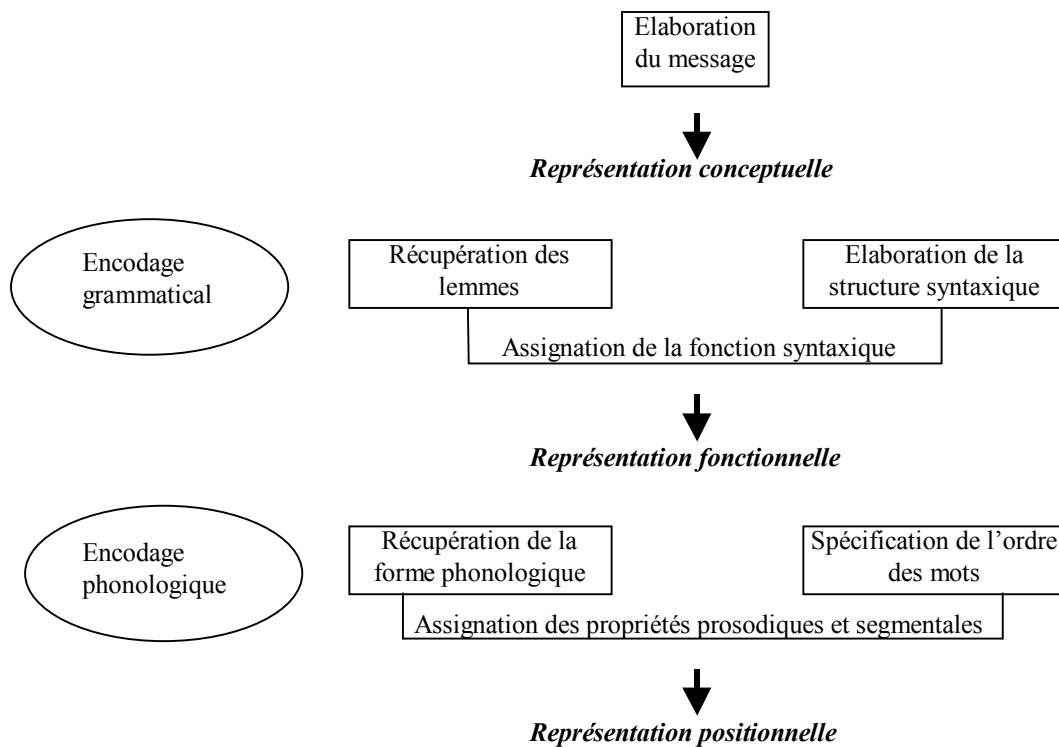 Elaboration
du message
Représentation conceptuelle
Encodage
grammatical
Récupération des
lemmes
Elaboration de la
structure syntaxique
Assignation de la fonction syntaxique
Représentation fonctionnelle
Encodage
phonologique
Récupération de la
forme phonologique
Spécification de l’ordre
des mots
Assignation des propriétés prosodiques et segmentales
Représentation positionnelle